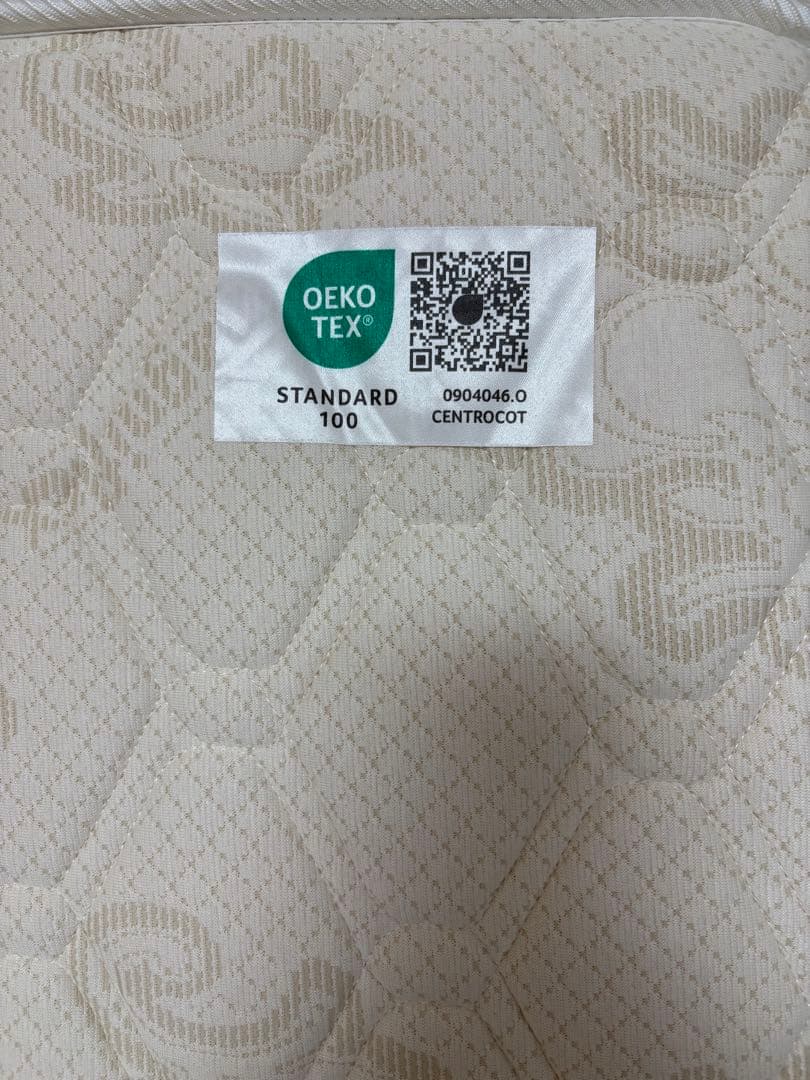 OEKO
TEX®
STANDARD
100
0904046.O
CENTROCOT